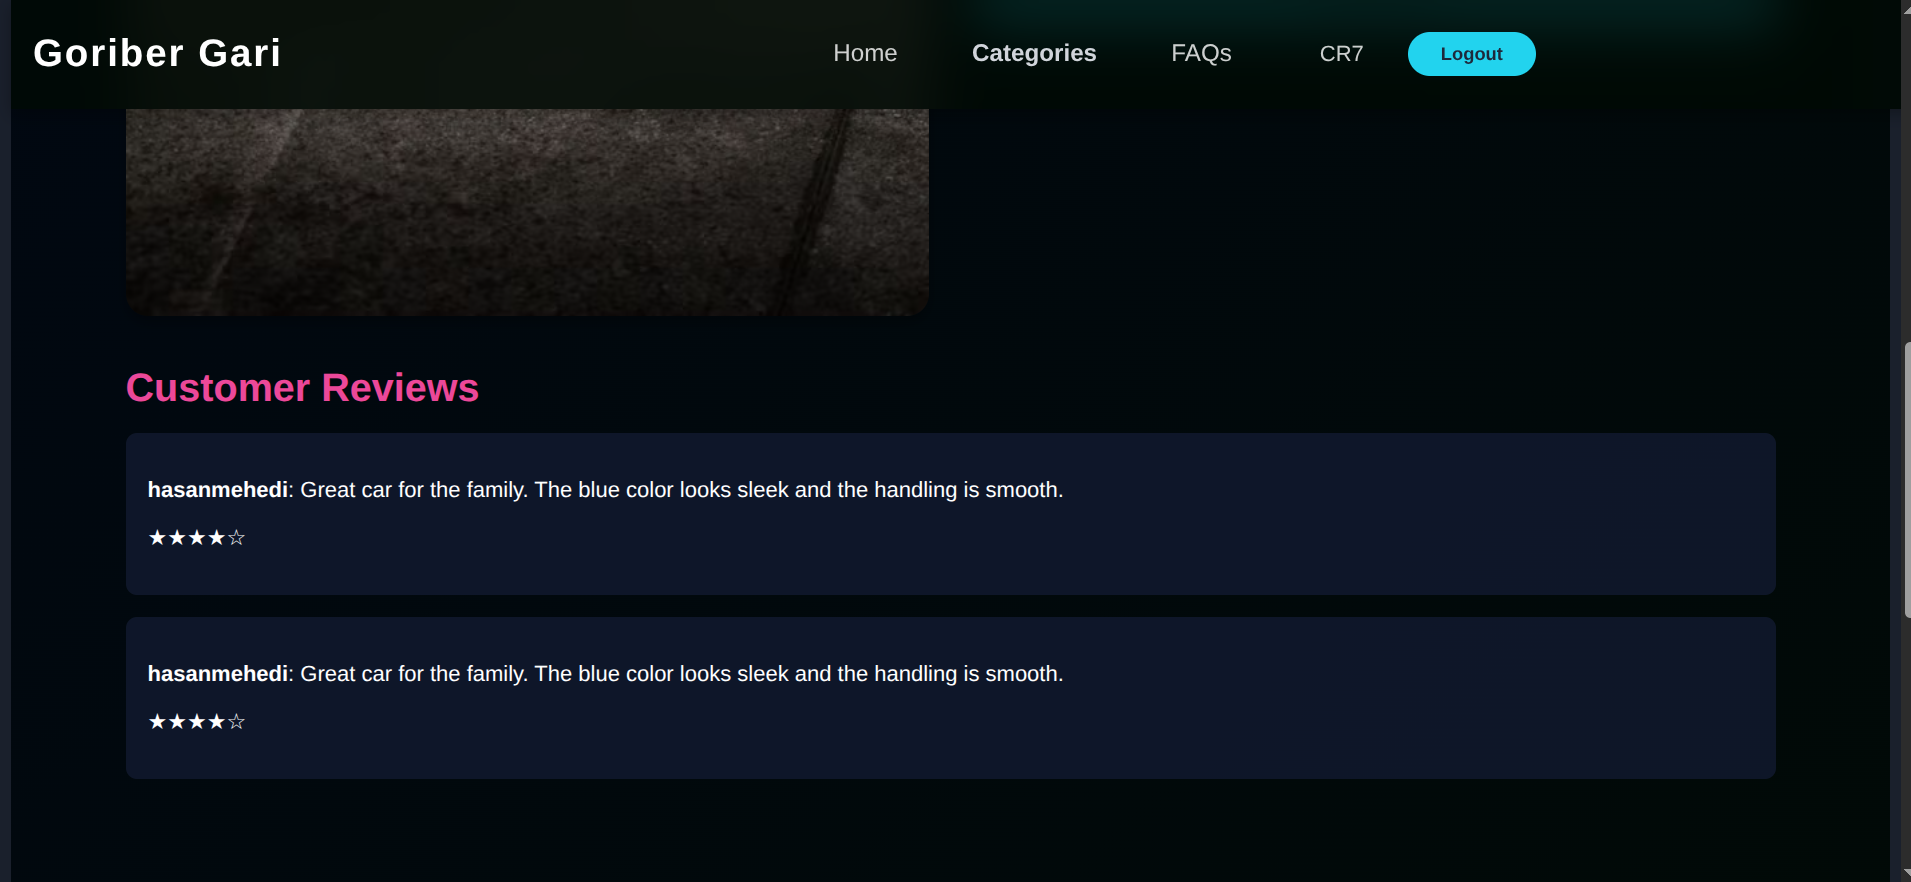 Goriber Gari
Home Categories FAQs CR7 Logout
Customer Reviews
hasanmehedi: Great car for the family. The blue color looks sleek and the handling is smooth.
★★★★☆
hasanmehedi: Great car for the family. The blue color looks sleek and the handling is smooth.
★★★★☆